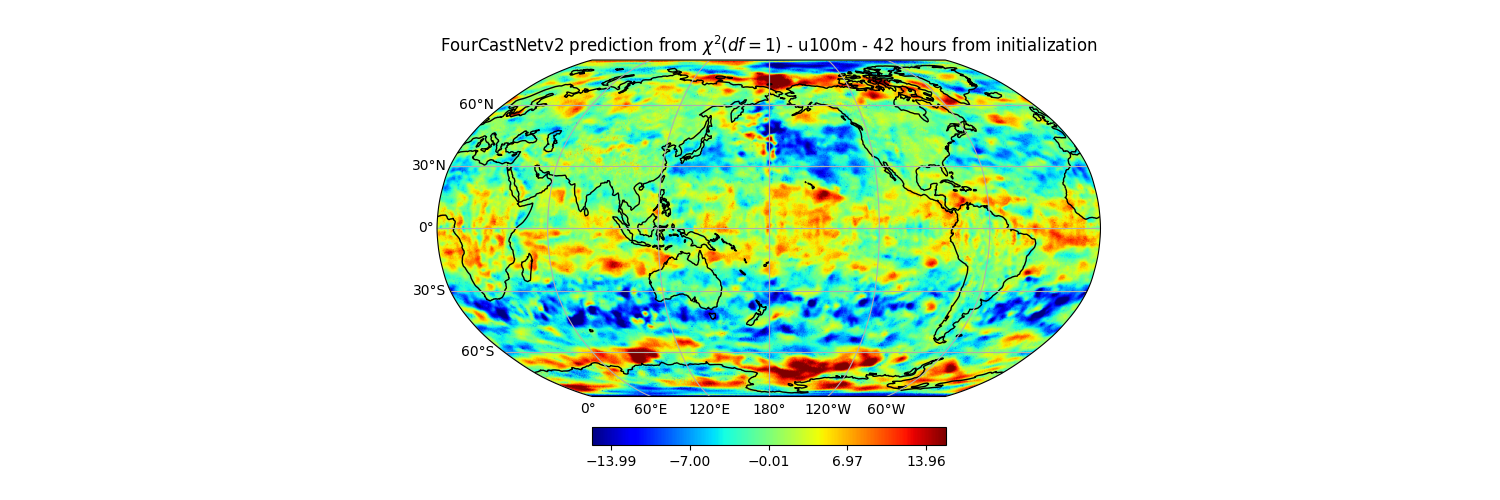 FourCastNetv2 prediction from χ²(df = 1) - u100m - 42 hours from initialization
60°N
30°N
0°
30°S
60°S
0° 60°E 120°E 180° 120°W 60°W
−13.99 −7.00 −0.01 6.97 13.96